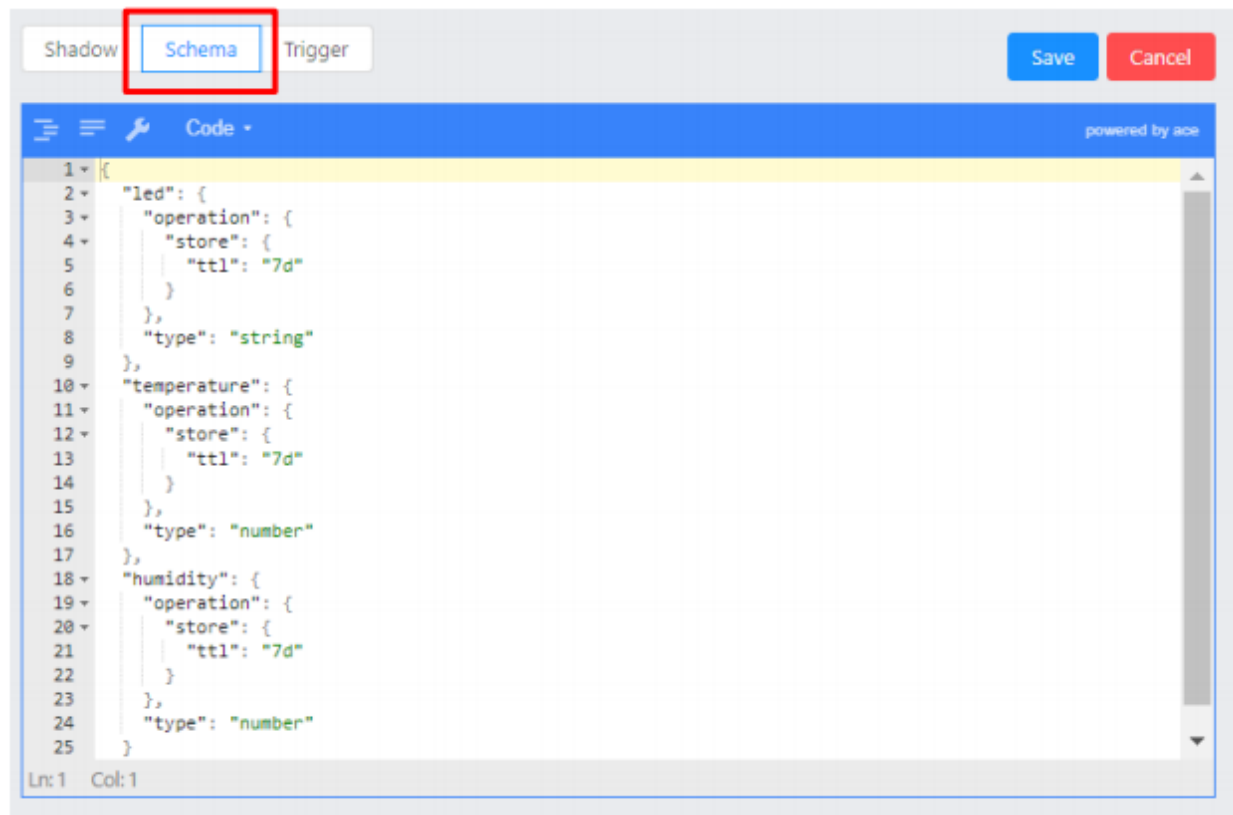 Shadow Schema Trigger Save Cancel
Code powered by ace
1 {
2 "led": {
3 "operation": {
4 "store": {
5 "ttl": "7d"
6 }
7 },
8 "type": "string"
9 },
10 "temperature": {
11 "operation": {
12 "store": {
13 "ttl": "7d"
14 }
15 },
16 "type": "number"
17 },
18 "humidity": {
19 "operation": {
20 "store": {
21 "ttl": "7d"
22 }
23 },
24 "type": "number"
25 }
Ln: 1 Col: 1